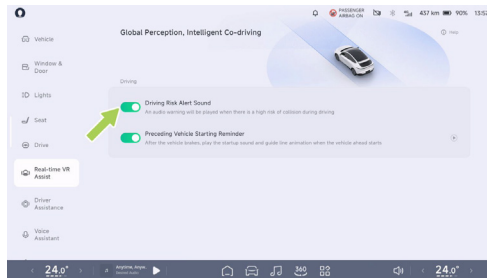 PASSENGER
AIRBAG ON
437 km
90%
13:57
Vehicle
Window &
Door
Lights
Seat
Drive
Real-time VR
Assist
Driver
Assistance
Voice
Assistant
Global Perception, Intelligent Co-driving
Help
Driving
Driving Risk Alert Sound
An audio warning will be played when there is a high risk of collision during driving
Preceding Vehicle Starting Reminder
After the vehicle brakes, play the startup sound and guide line animation when the vehicle ahead starts
24.0°
360
24.0°